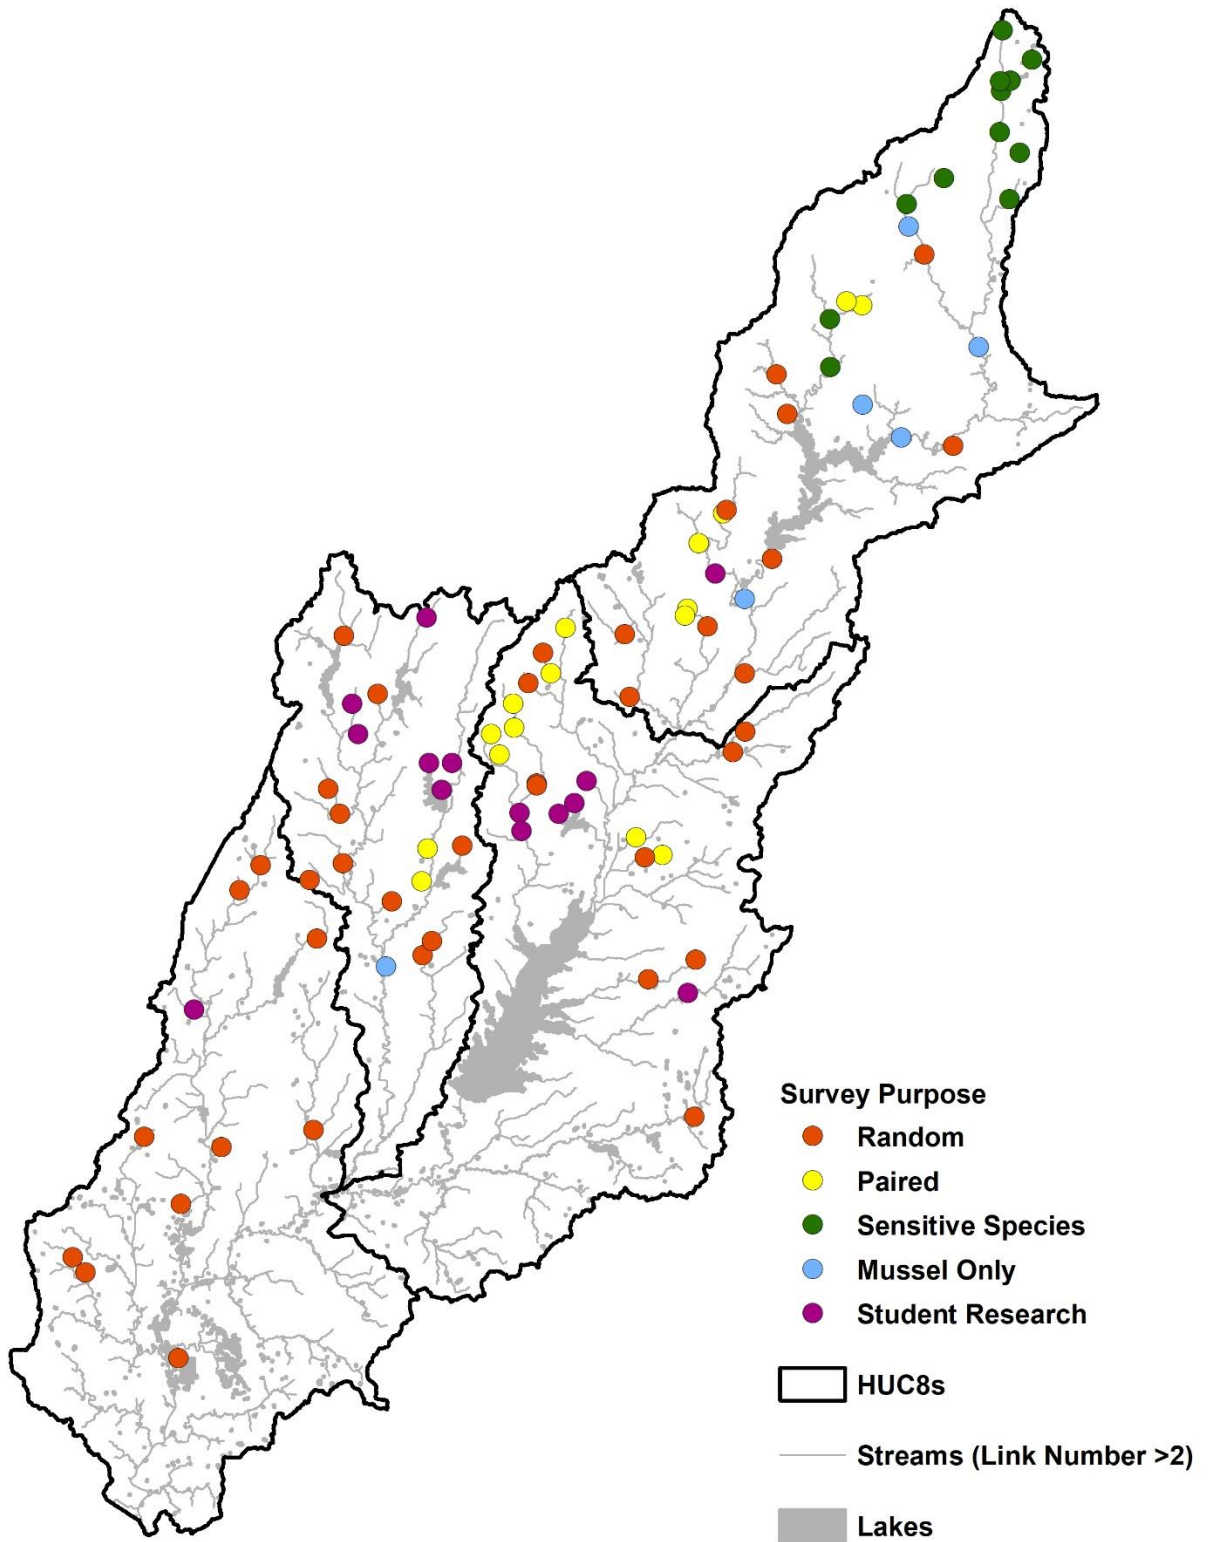 Survey Purpose
Random
Paired
Sensitive Species
Mussel Only
Student Research
HUC8s
Streams (Link Number >2)
Lakes